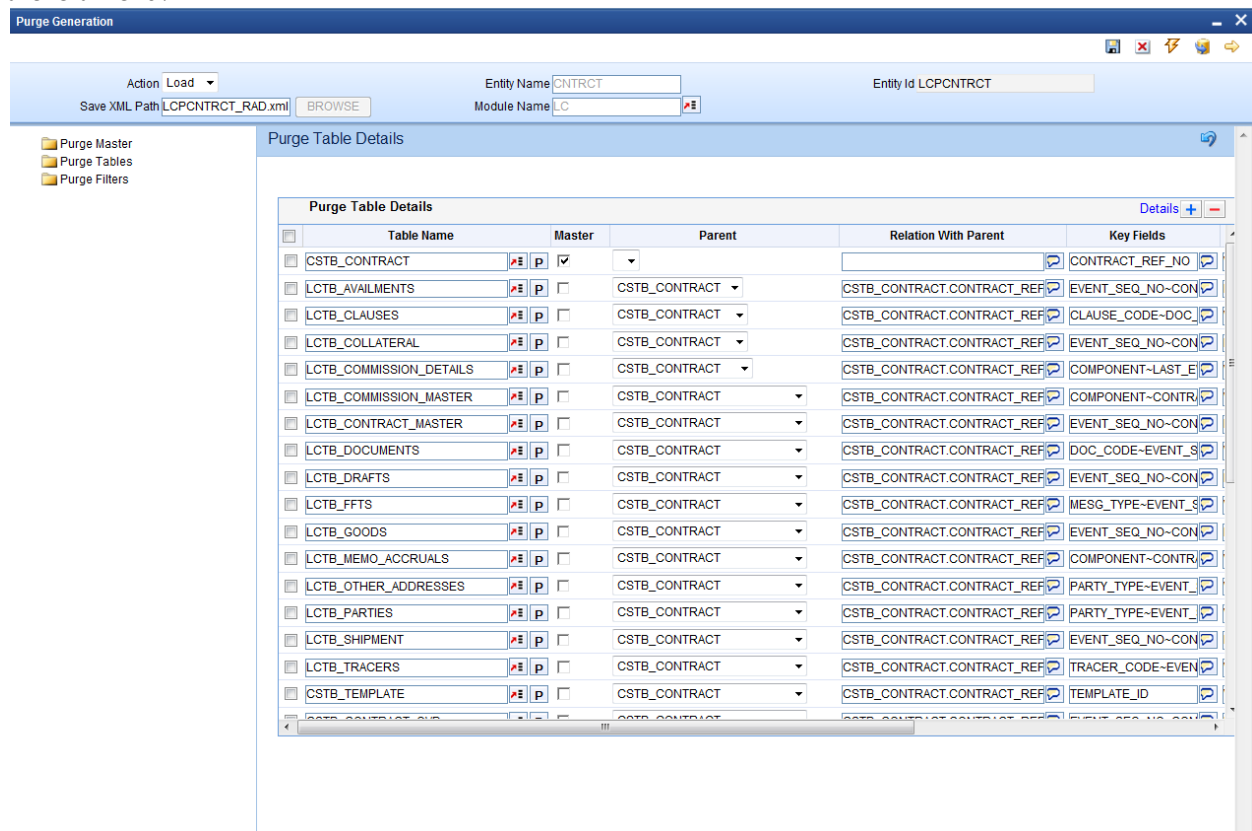 Purge Generation
Action Load Entity Name CNTRCT Entity Id LCPCNTRCT
Save XML Path LCPCNTRCT_RAD.xml BROWSE Module Name LC
Purge Master
Purge Tables
Purge Filters
Purge Table Details
Purge Table Details Details
Table Name Master Parent Relation With Parent Key Fields
CSTB_CONTRACT P CONTRACT_REF_NO
LCTB_AVAILMENTS P CSTB_CONTRACT CSTB_CONTRACT.CONTRACT_REF EVENT_SEQ_NO~CON
LCTB_CLAUSES P CSTB_CONTRACT CSTB_CONTRACT.CONTRACT_REF CLAUSE_CODE~DOC_
LCTB_COLLATERAL P CSTB_CONTRACT CSTB_CONTRACT.CONTRACT_REF EVENT_SEQ_NO~CON
LCTB_COMMISSION_DETAILS P CSTB_CONTRACT CSTB_CONTRACT.CONTRACT_REF COMPONENT~LAST_E
LCTB_COMMISSION_MASTER P CSTB_CONTRACT CSTB_CONTRACT.CONTRACT_REF COMPONENT~CONTR
LCTB_CONTRACT_MASTER P CSTB_CONTRACT CSTB_CONTRACT.CONTRACT_REF EVENT_SEQ_NO~CON
LCTB_DOCUMENTS P CSTB_CONTRACT CSTB_CONTRACT.CONTRACT_REF DOC_CODE~EVENT_S
LCTB_DRAFTS P CSTB_CONTRACT CSTB_CONTRACT.CONTRACT_REF EVENT_SEQ_NO~CON
LCTB_FFTS P CSTB_CONTRACT CSTB_CONTRACT.CONTRACT_REF MESG_TYPE~EVENT_S
LCTB_GOODS P CSTB_CONTRACT CSTB_CONTRACT.CONTRACT_REF EVENT_SEQ_NO~CON
LCTB_MEMO_ACCRUALS P CSTB_CONTRACT CSTB_CONTRACT.CONTRACT_REF COMPONENT~CONTR
LCTB_OTHER_ADDRESSES P CSTB_CONTRACT CSTB_CONTRACT.CONTRACT_REF PARTY_TYPE~EVENT_
LCTB_PARTIES P CSTB_CONTRACT CSTB_CONTRACT.CONTRACT_REF PARTY_TYPE~EVENT_
LCTB_SHIPMENT P CSTB_CONTRACT CSTB_CONTRACT.CONTRACT_REF EVENT_SEQ_NO~CON
LCTB_TRACERS P CSTB_CONTRACT CSTB_CONTRACT.CONTRACT_REF TRACER_CODE~EVEN
CSTB_TEMPLATE P CSTB_CONTRACT CSTB_CONTRACT.CONTRACT_REF TEMPLATE_ID